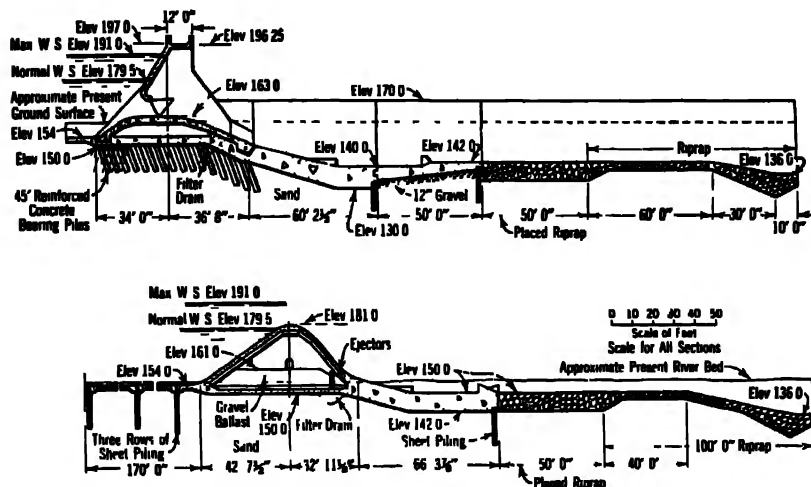 12' 0"
Elev 197 0
Max W S Elev 191 0
Elev 196 25
Normal W S Elev 179 5
Approximate Present
Ground Surface
Elev 163 0
Elev 170 0
Elev 154
Elev 150 0
Elev 140 0
Elev 142 0
Riprap
Elev 136 0
45' Reinforced
Concrete
Bearing Piles
Filter
Drain
Sand
12" Gravel
34' 0"
36' 8"
60' 2½"
Elev 130 0
50' 0"
Placed Riprap
50' 0"
60' 0"
30' 0"
10' 0"
Max W S Elev 191 0
Normal W S Elev 179 5
Elev 181 0
0 10 20 30 40 50
Scale of Feet
Scale for All Sections
Elev 161 0
Ejectors
Elev 154 0
Elev 150 0
Approximate Present River Bed
Elev 136 0
Gravel
Ballast
Elev
150 0
Filter Drain
Elev 142 0
Sheet Piling
Three Rows of
Sheet Piling
Sand
100' 0" Riprap
170' 0"
50' 0"
40' 0"
Placed Riprap